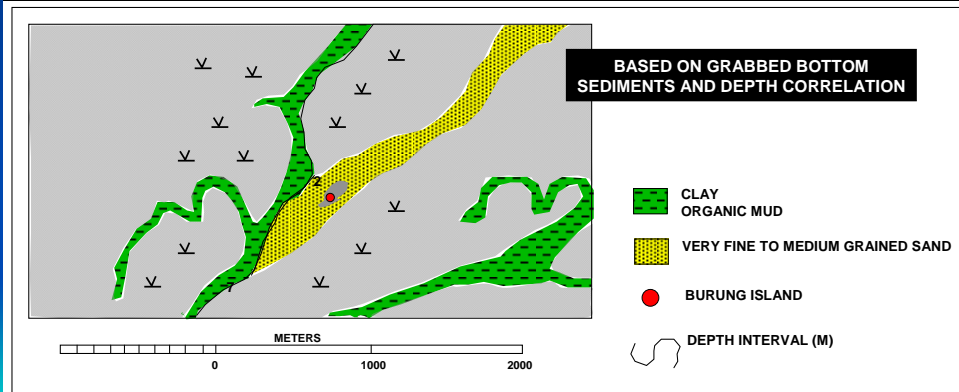 BASED ON GRABBED BOTTOM
SEDIMENTS AND DEPTH CORRELATION
2
7
CLAY
ORGANIC MUD
VERY FINE TO MEDIUM GRAINED SAND
BURUNG ISLAND
DEPTH INTERVAL (M)
METERS
0 1000 2000